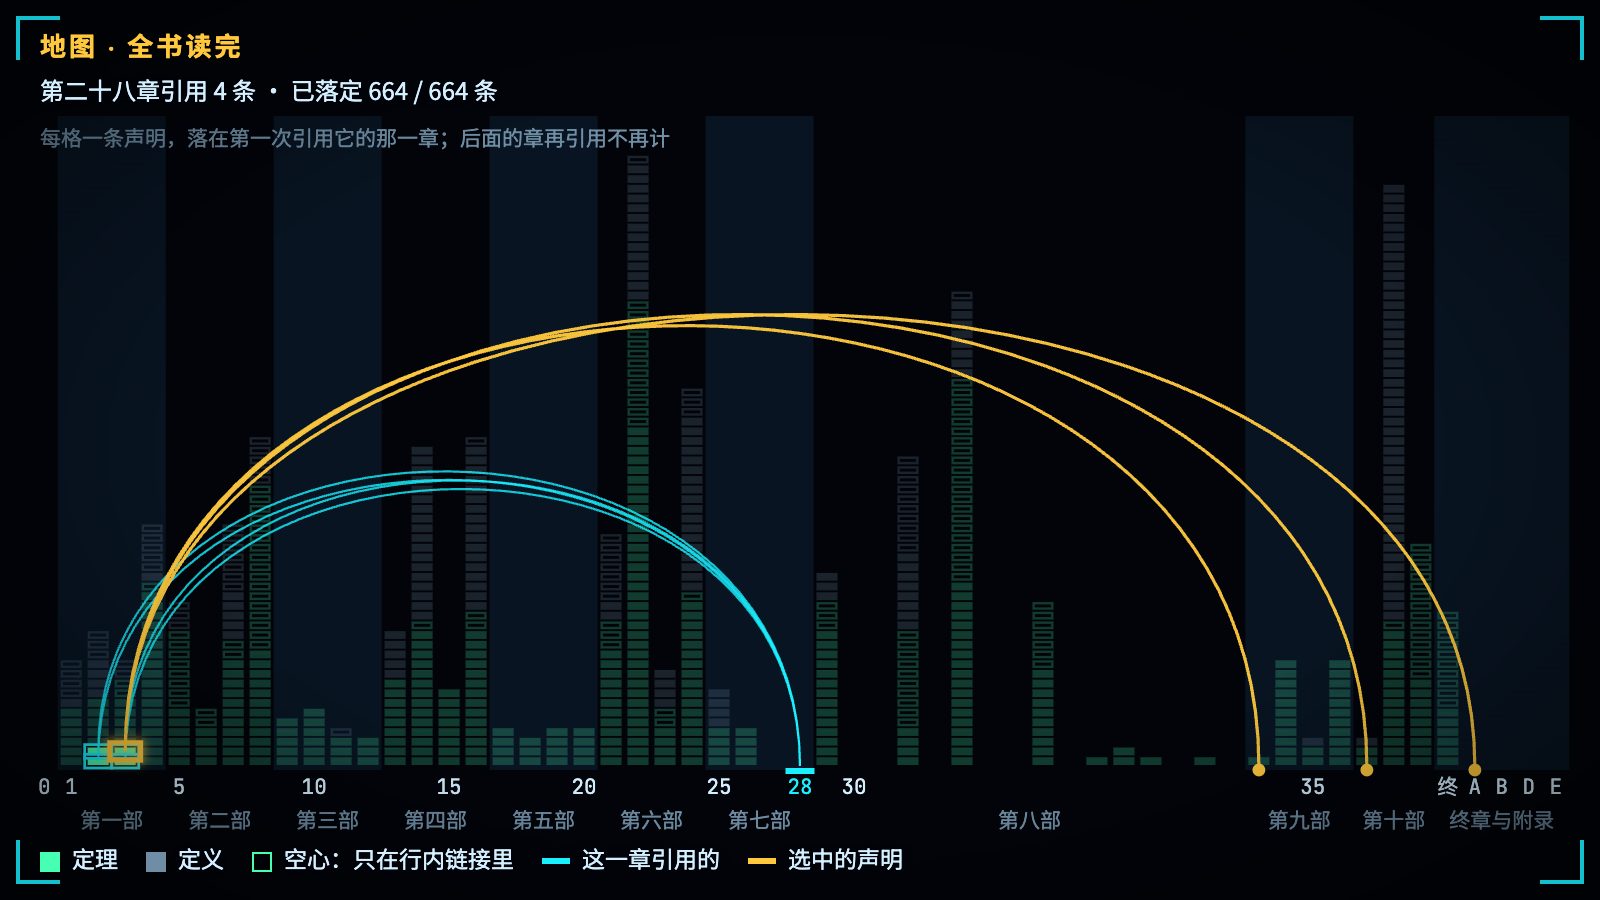 地图 · 全书读完
第二十八章引用 4 条 · 已落定 664 / 664 条
每格一条声明，落在第一次引用它的那一章；后面的章再引用不再计
0 1 5 10 15 20 25 28 30 35 终 A B D E
第一部 第二部 第三部 第四部 第五部 第六部 第七部 第八部 第九部 第十部 终章与附录
定理 定义 空心：只在行内链接里 这一章引用的 选中的声明